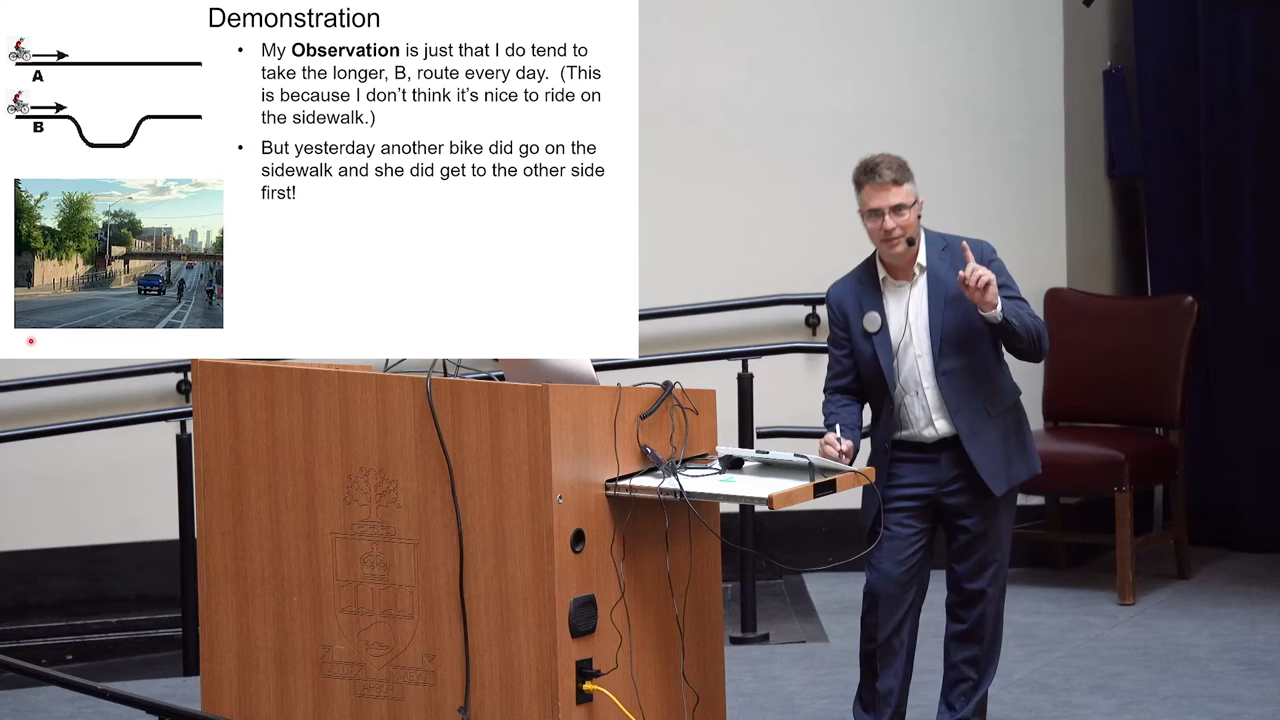 Demonstration
A
B
• My Observation is just that I do tend to
take the longer, B, route every day. (This
is because I don't think it's nice to ride on
the sidewalk.)
• But yesterday another bike did go on the
sidewalk and she did get to the other side
first!
ARBOR
ÆVO